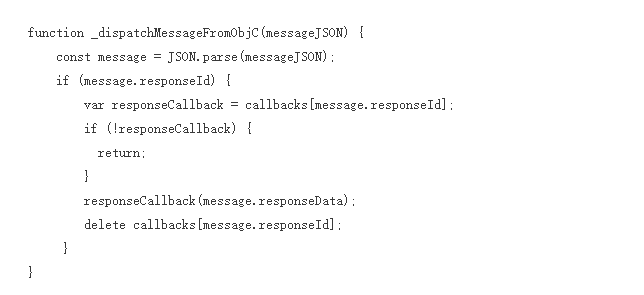 function _dispatchMessageFromObjC(messageJSON) {
    const message = JSON.parse(messageJSON);
    if (message.responseId) {
        var responseCallback = callbacks[message.responseId];
        if (!responseCallback) {
          return;
        }
        responseCallback(message.responseData);
        delete callbacks[message.responseId];
     }
}